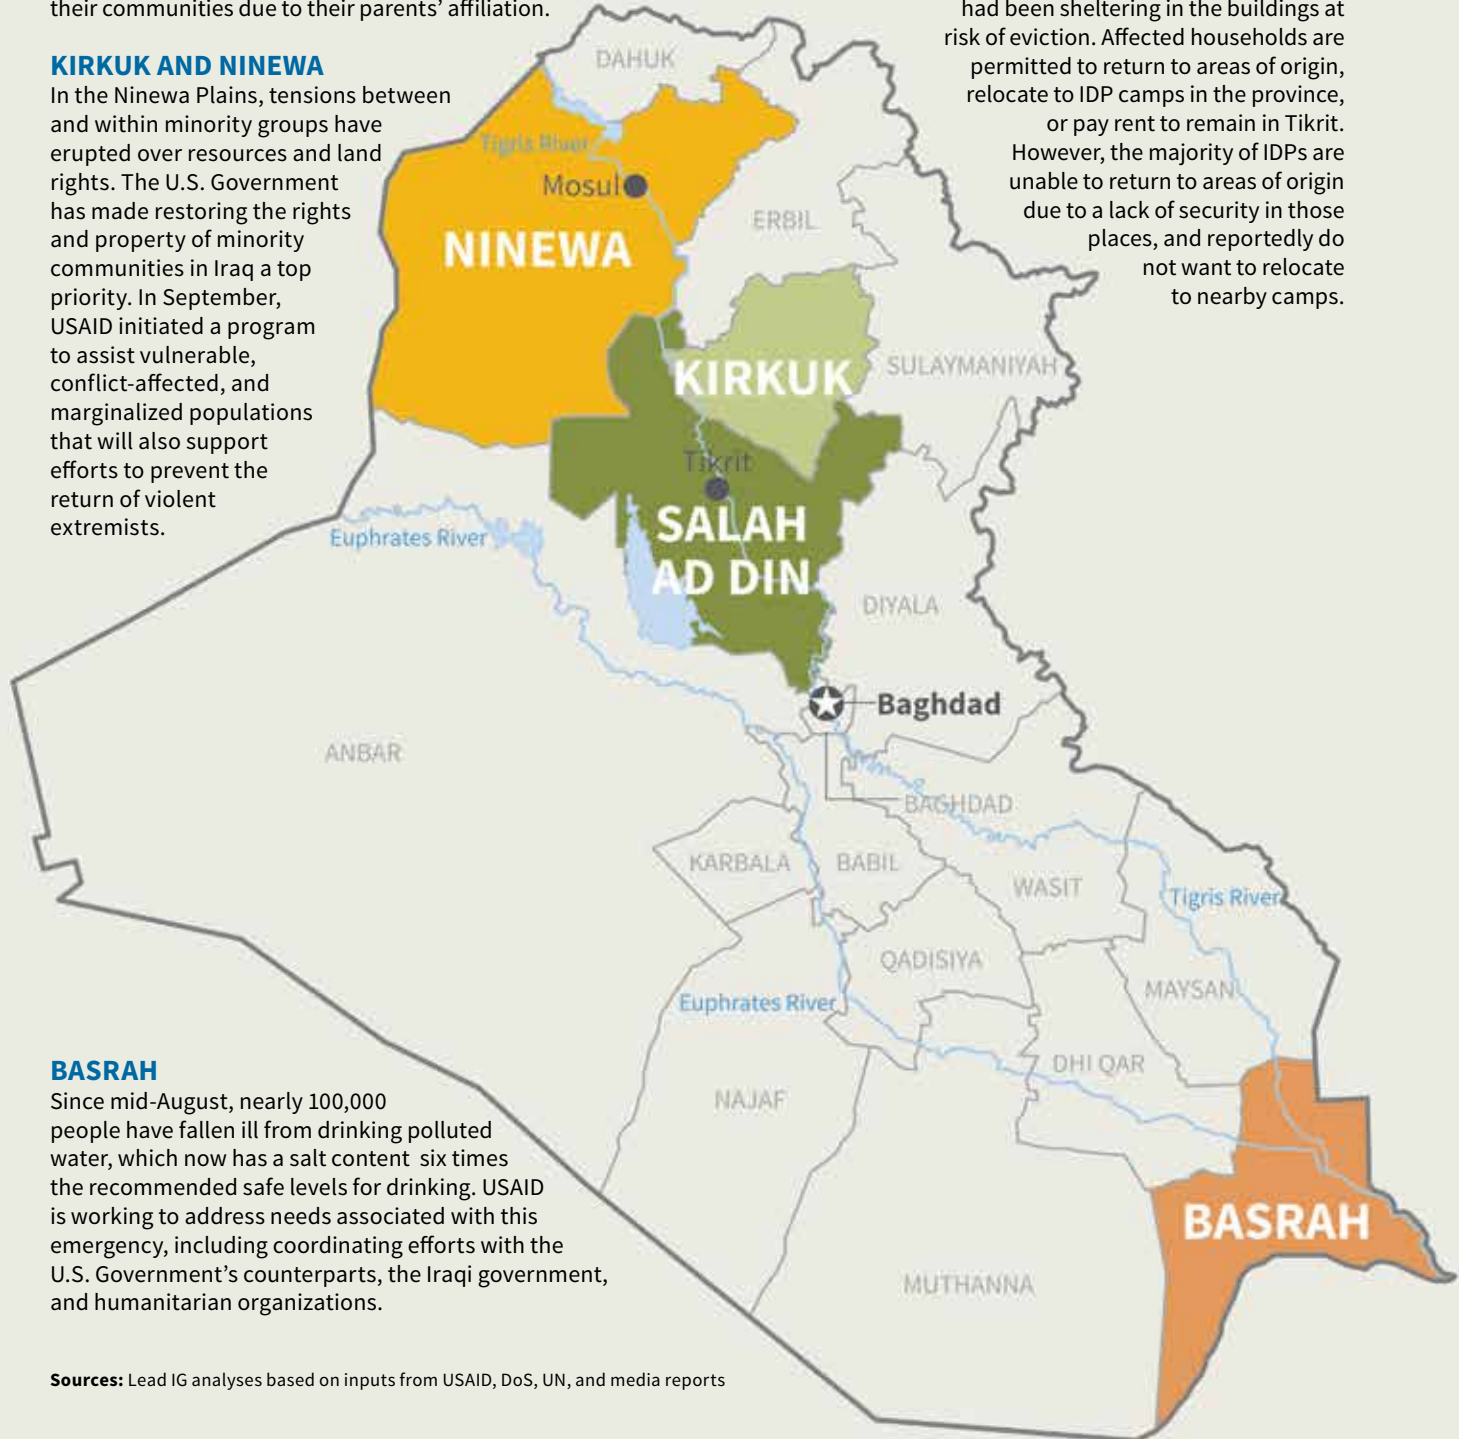 their communities due to their parents’ affiliation.
KIRKUK AND NINEWA
In the Ninewa Plains, tensions between
and within minority groups have
erupted over resources and land
rights. The U.S. Government
has made restoring the rights
and property of minority
communities in Iraq a top
priority. In September,
USAID initiated a program
to assist vulnerable,
conflict-affected, and
marginalized populations
that will also support
efforts to prevent the
return of violent
extremists.
had been sheltering in the buildings at
risk of eviction. Affected households are
permitted to return to areas of origin,
relocate to IDP camps in the province,
or pay rent to remain in Tikrit.
However, the majority of IDPs are
unable to return to areas of origin
due to a lack of security in those
places, and reportedly do
not want to relocate
to nearby camps.
DAHUK
Tigris River
Mosul
NINEWA
ERBIL
KIRKUK
SULAYMANIYAH
Tikrit
SALAH
AD DIN
Euphrates River
DIYALA
Baghdad
ANBAR
BAGHDAD
KARBALA
BABIL
WASIT
Tigris River
QADISIYA
MAYSAN
Euphrates River
DHI QAR
NAJAF
BASRAH
MUTHANNA
BASRAH
Since mid-August, nearly 100,000
people have fallen ill from drinking polluted
water, which now has a salt content six times
the recommended safe levels for drinking. USAID
is working to address needs associated with this
emergency, including coordinating efforts with the
U.S. Government’s counterparts, the Iraqi government,
and humanitarian organizations.
Sources: Lead IG analyses based on inputs from USAID, DoS, UN, and media reports